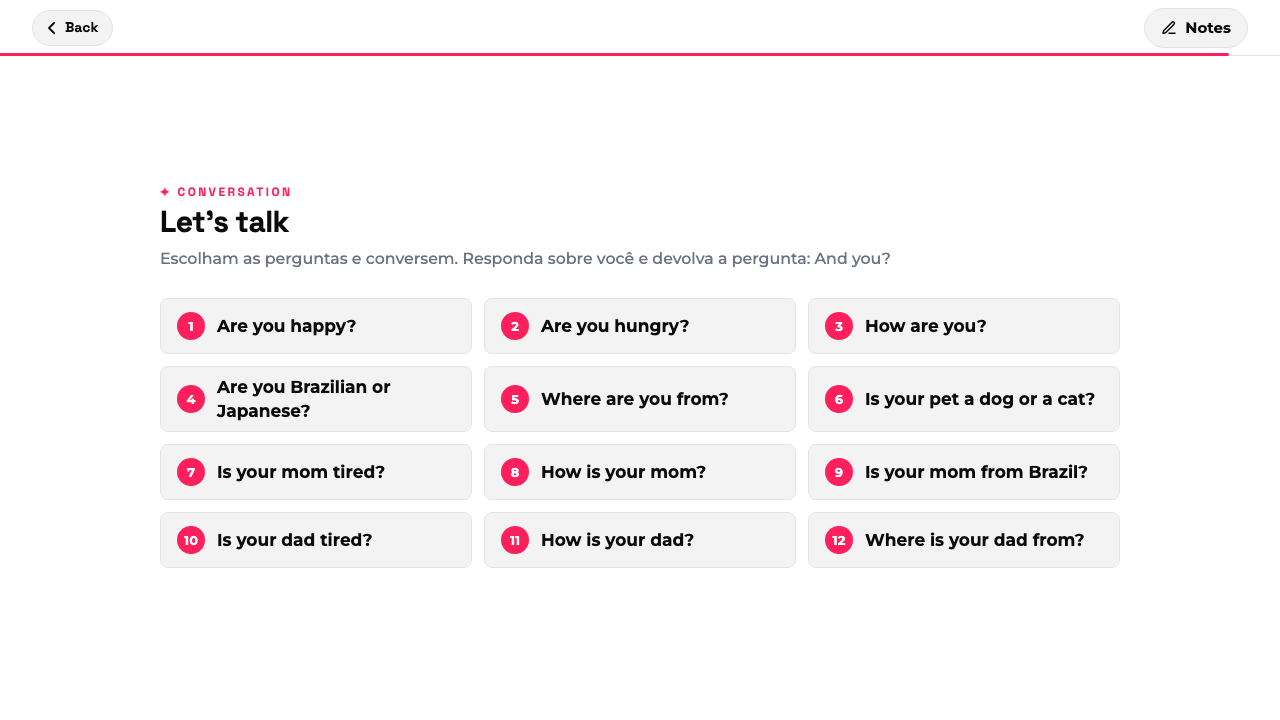 Back
Notes
✦ CONVERSATION
Let's talk
Escolham as perguntas e conversem. Responda sobre você e devolva a pergunta: And you?
1 Are you happy?
2 Are you hungry?
3 How are you?
4 Are you Brazilian or
Japanese?
5 Where are you from?
6 Is your pet a dog or a cat?
7 Is your mom tired?
8 How is your mom?
9 Is your mom from Brazil?
10 Is your dad tired?
11 How is your dad?
12 Where is your dad from?